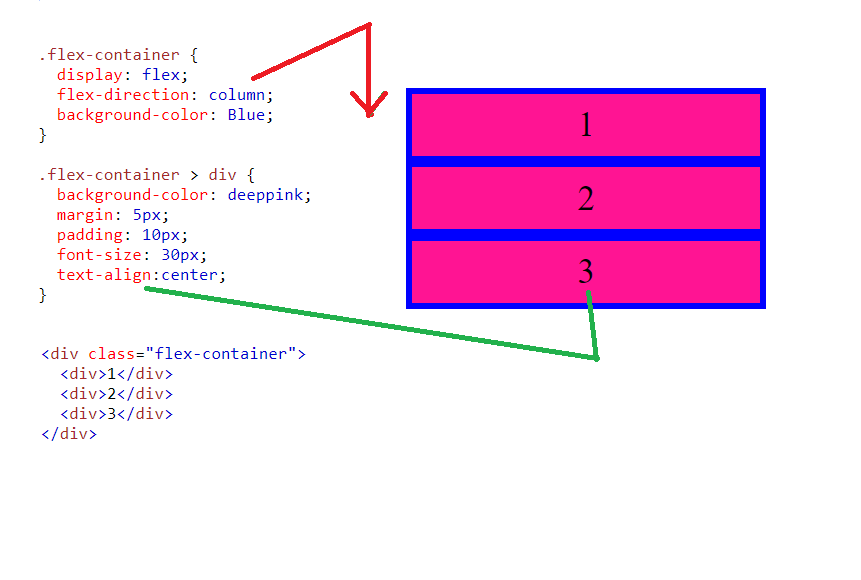 .flex-container {
  display: flex;
  flex-direction: column;
  background-color: Blue;
}
.flex-container > div {
  background-color: deeppink;
  margin: 5px;
  padding: 10px;
  font-size: 30px;
  text-align:center;
}
<div class="flex-container">
  <div>1</div>
  <div>2</div>
  <div>3</div>
</div>
1
2
3